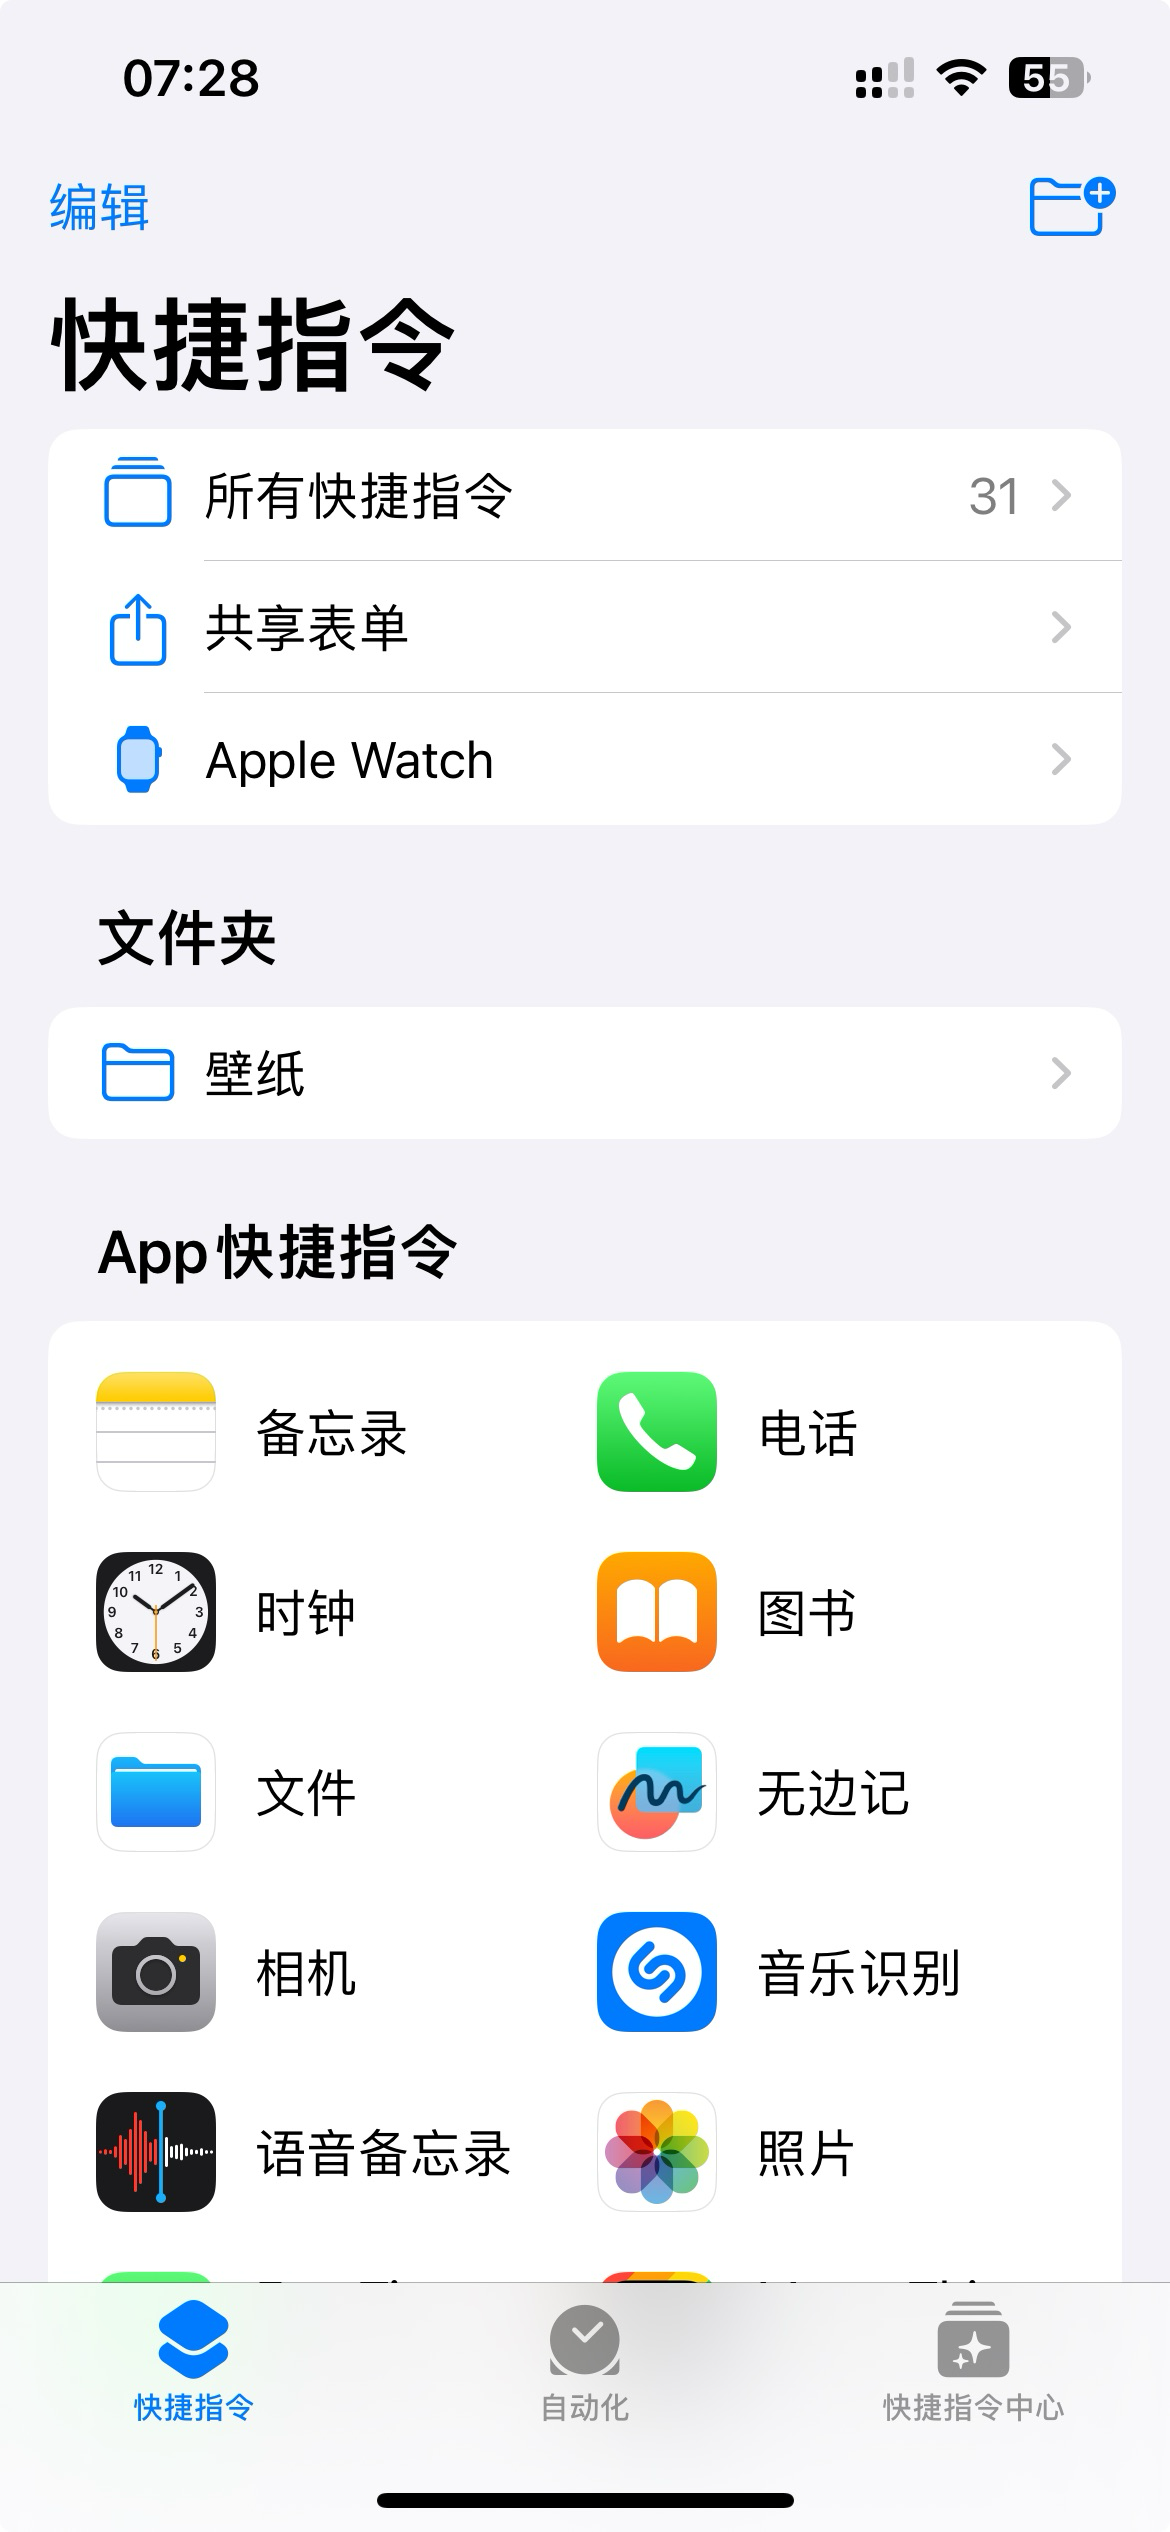 07:28
55
编辑
快捷指令
所有快捷指令 31
共享表单
Apple Watch
文件夹
壁纸
App快捷指令
备忘录 电话
时钟 图书
文件 无边记
相机 音乐识别
语音备忘录 照片
快捷指令 自动化 快捷指令中心